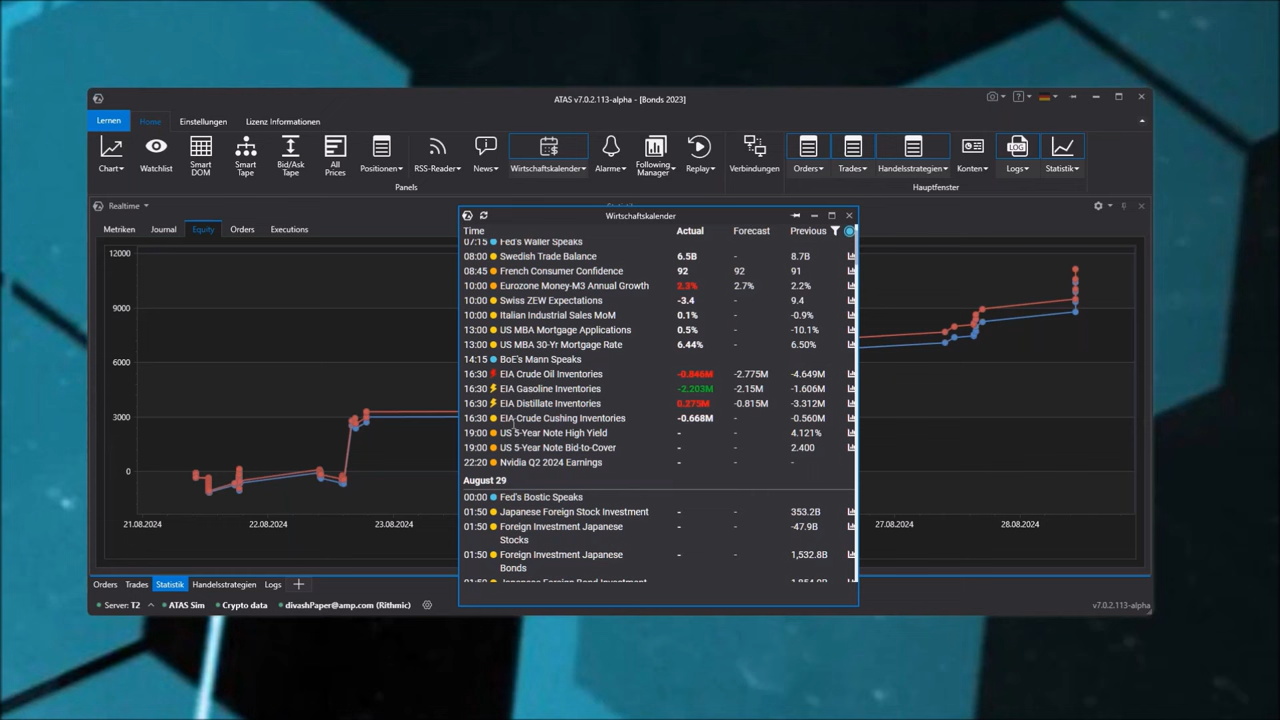 ATAS v7.0.2.113-alpha - [Bonds 2023]
Lernen Home Einstellungen Lizenz Informationen
Chart Watchlist Smart DOM Smart Tape Bid/Ask Tape All Prices Positionen RSS-Reader News Wirtschaftskalender Alarme Following Manager Replay Verbindungen Orders Trades Handelsstrategien Konten Logs Statistik
Panels Hauptfenster
Realtime
Metriken Journal Equity Orders Executions
12000
9000
6000
3000
0
21.08.2024 22.08.2024 23.08.2024 27.08.2024 28.08.2024
Wirtschaftskalender
Time Actual Forecast Previous
07:15 Fed's Waller Speaks
08:00 Swedish Trade Balance 6.5B - 8.7B
08:45 French Consumer Confidence 92 92 91
10:00 Eurozone Money-M3 Annual Growth 2.3% 2.7% 2.2%
10:00 Swiss ZEW Expectations -3.4 - 9.4
10:00 Italian Industrial Sales MoM 0.1% - -0.9%
13:00 US MBA Mortgage Applications 0.5% - -10.1%
13:00 US MBA 30-Yr Mortgage Rate 6.44% - 6.50%
14:15 BoE's Mann Speaks
16:30 EIA Crude Oil Inventories -0.846M -2.775M -4.649M
16:30 EIA Gasoline Inventories -2.203M -2.15M -1.606M
16:30 EIA Distillate Inventories 0.275M -0.815M -3.312M
16:30 EIA Crude Cushing Inventories -0.668M - -0.560M
19:00 US 5-Year Note High Yield - - 4.121%
19:00 US 5-Year Note Bid-to-Cover - - 2.400
22:20 Nvidia Q2 2024 Earnings - - -
August 29
00:00 Fed's Bostic Speaks
01:50 Japanese Foreign Stock Investment - - 353.2B
01:50 Foreign Investment Japanese Stocks - - -47.9B
01:50 Foreign Investment Japanese Bonds - - 1,532.8B
Orders Trades Statistik Handelsstrategien Logs +
Server: T2 ATAS Sim Crypto data divashPaper@amp.com (Rithmic) v7.0.2.113-alpha